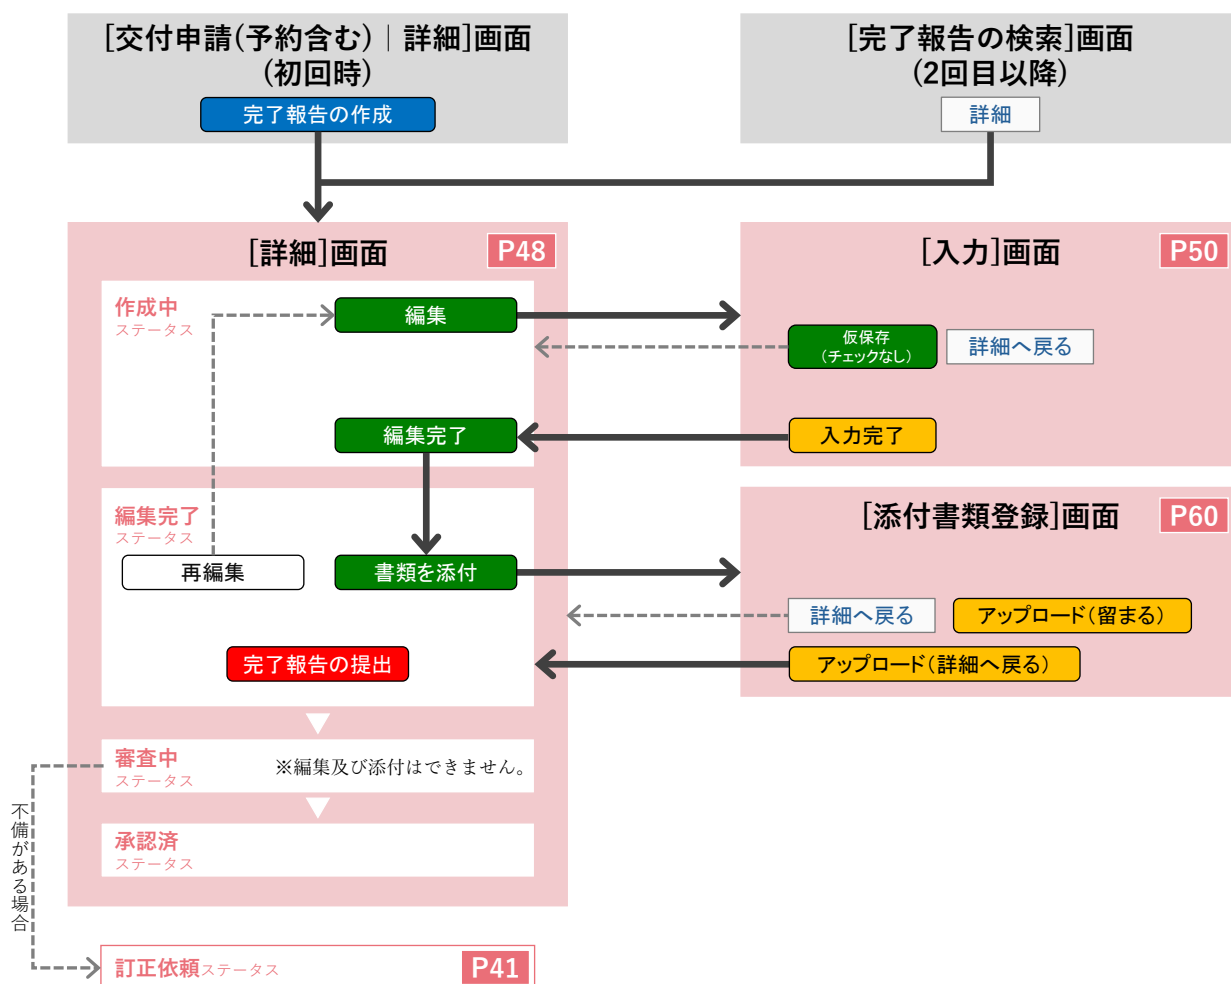 [交付申請(予約含む)｜詳細]画面
(初回時)
完了報告の作成
[完了報告の検索]画面
(2回目以降)
詳細
[詳細]画面
P48
作成中
ステータス
編集
編集完了
[入力]画面
P50
仮保存
(チェックなし)
詳細へ戻る
入力完了
編集完了
ステータス
再編集
書類を添付
完了報告の提出
[添付書類登録]画面
P60
詳細へ戻る
アップロード(留まる)
アップロード(詳細へ戻る)
審査中
ステータス
※編集及び添付はできません。
承認済
ステータス
不備がある場合
訂正依頼ステータス
P41